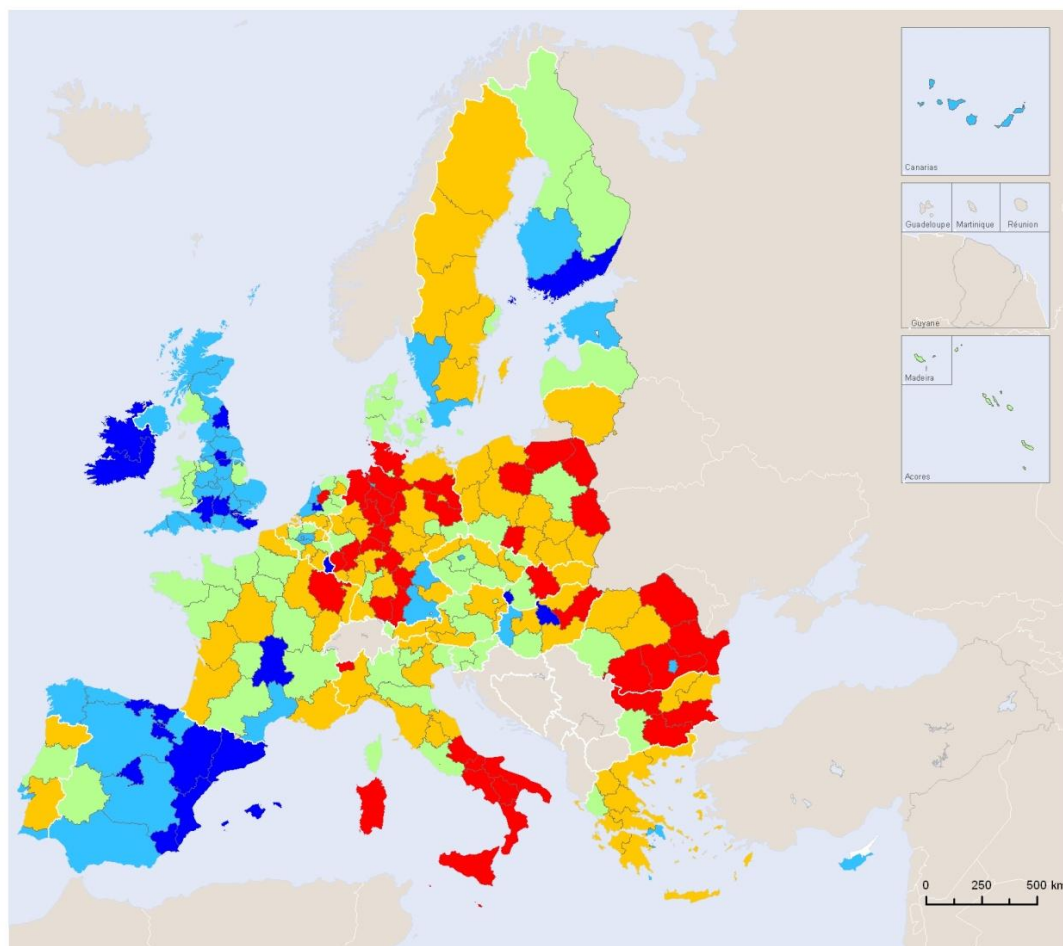 Canarias
Guadeloupe
Martinique
Réunion
Guyane
Madeira
Acores
0 250 500 km